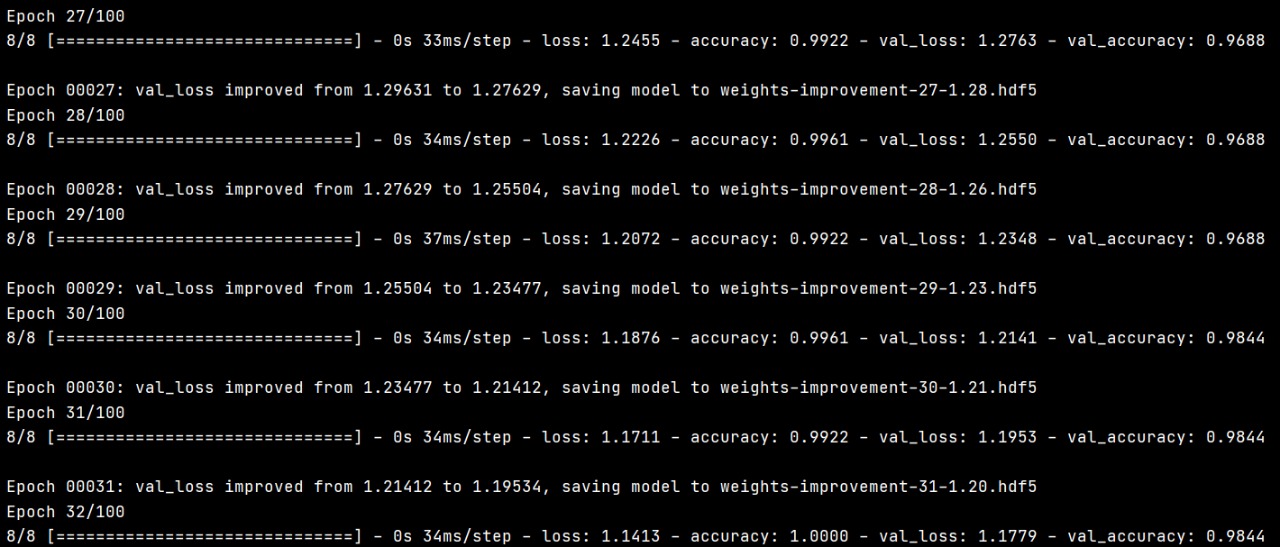 Epoch 27/100
8/8 [==============================] - 0s 33ms/step - loss: 1.2455 - accuracy: 0.9922 - val_loss: 1.2763 - val_accuracy: 0.9688
Epoch 00027: val_loss improved from 1.29631 to 1.27629, saving model to weights-improvement-27-1.28.hdf5
Epoch 28/100
8/8 [==============================] - 0s 34ms/step - loss: 1.2226 - accuracy: 0.9961 - val_loss: 1.2550 - val_accuracy: 0.9688
Epoch 00028: val_loss improved from 1.27629 to 1.25504, saving model to weights-improvement-28-1.26.hdf5
Epoch 29/100
8/8 [==============================] - 0s 37ms/step - loss: 1.2072 - accuracy: 0.9922 - val_loss: 1.2348 - val_accuracy: 0.9688
Epoch 00029: val_loss improved from 1.25504 to 1.23477, saving model to weights-improvement-29-1.23.hdf5
Epoch 30/100
8/8 [==============================] - 0s 34ms/step - loss: 1.1876 - accuracy: 0.9961 - val_loss: 1.2141 - val_accuracy: 0.9844
Epoch 00030: val_loss improved from 1.23477 to 1.21412, saving model to weights-improvement-30-1.21.hdf5
Epoch 31/100
8/8 [==============================] - 0s 34ms/step - loss: 1.1711 - accuracy: 0.9922 - val_loss: 1.1953 - val_accuracy: 0.9844
Epoch 00031: val_loss improved from 1.21412 to 1.19534, saving model to weights-improvement-31-1.20.hdf5
Epoch 32/100
8/8 [==============================] - 0s 34ms/step - loss: 1.1413 - accuracy: 1.0000 - val_loss: 1.1779 - val_accuracy: 0.9844